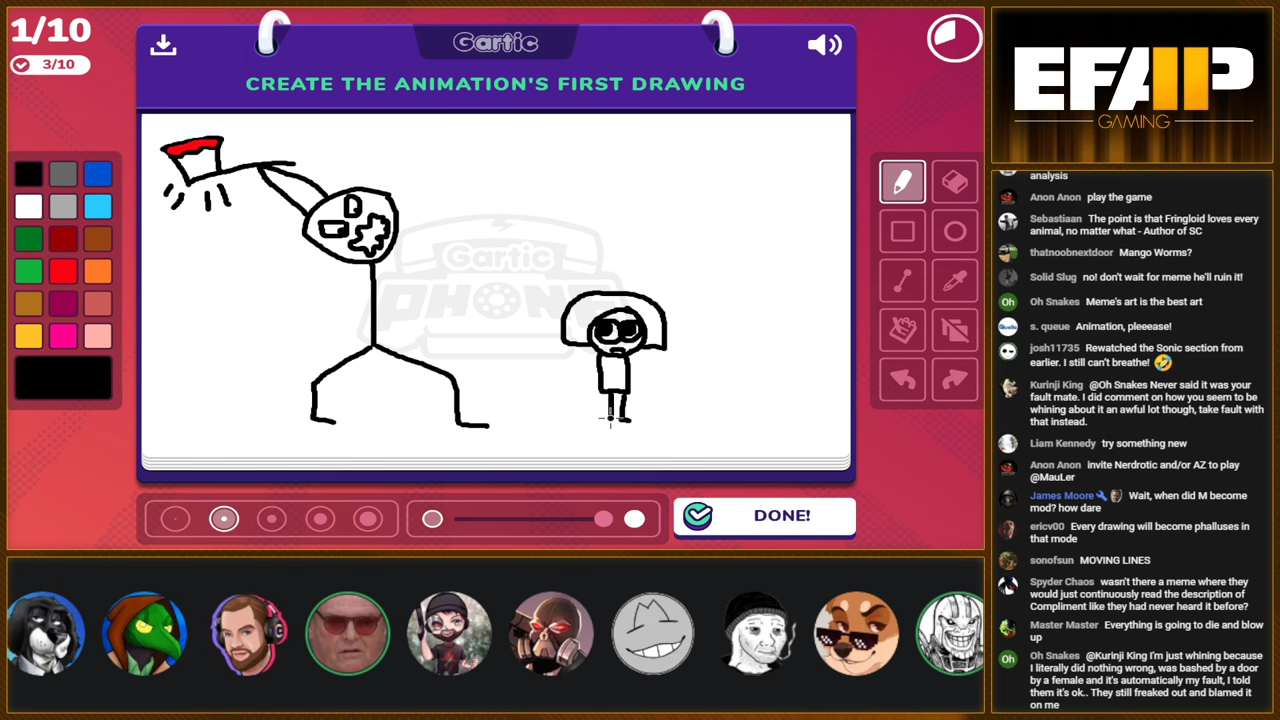 1/10
3/10
Gartic
CREATE THE ANIMATION'S FIRST DRAWING
Gartic
PHONE
DONE!
EFAP
GAMING
analysis
Anon Anon play the game
Sebastiaan The point is that Fringloid loves every
animal, no matter what - Author of SC
thatnoobnextdoor Mango Worms?
Solid Slug no! don't wait for meme he'll ruin it!
Oh Oh Snakes Meme's art is the best art
s. queue Animation, pleeease!
josh11735 Rewatched the Sonic section from
earlier. I still can't breathe! 🤣
Kurinji King @Oh Snakes Never said it was your
fault mate. I did comment on how you seem to be
whining about it an awful lot though, take fault with
that instead.
Liam Kennedy try something new
Anon Anon invite Nerdrotic and/or AZ to play
@MauLer
James Moore Wait, when did M become
mod? how dare
ericv00 Every drawing will become phalluses in
that mode
sonofsun MOVING LINES
Spyder Chaos wasn't there a meme where they
would just continuously read the description of
Compliment like they had never heard it before?
Master Master Everything is going to die and blow
up
Oh Oh Snakes @Kurinji King I'm just whining because
I literally did nothing wrong, was bashed by a door
by a female and it's automatically my fault, I told
them it's ok.. They still freaked out and blamed it
on me